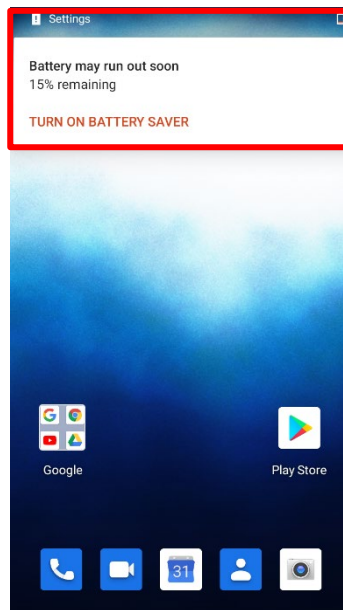 Settings
Battery may run out soon
15% remaining
TURN ON BATTERY SAVER
Google
Play Store
31